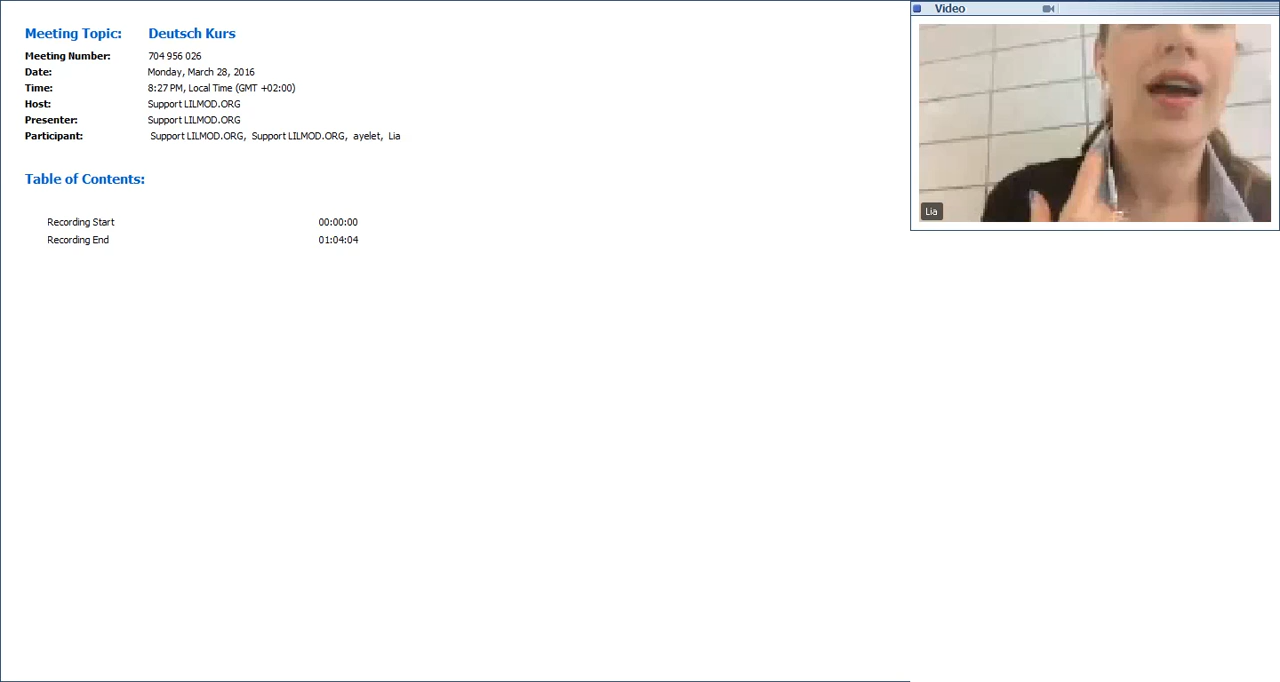 Meeting Topic: Deutsch Kurs
Meeting Number: 704 956 026
Date: Monday, March 28, 2016
Time: 8:27 PM, Local Time (GMT +02:00)
Host: Support LILMOD.ORG
Presenter: Support LILMOD.ORG
Participant: Support LILMOD.ORG, Support LILMOD.ORG, ayelet, Lia
Table of Contents:
Recording Start 00:00:00
Recording End 01:04:04
Video
Lia